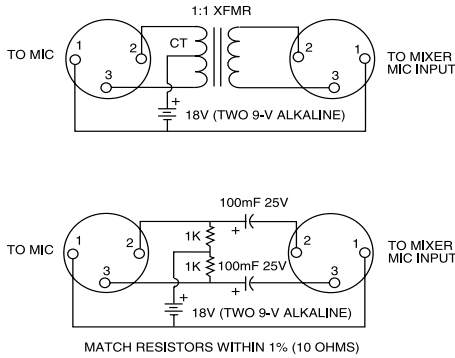 1:1 XFMR
TO MIC
1
2
3
CT
+
18V (TWO 9-V ALKALINE)
2
1
3
TO MIXER
MIC INPUT
100mF 25V
TO MIC
1
2
3
1K
+
1K
100mF 25V
+
+
18V (TWO 9-V ALKALINE)
2
1
3
TO MIXER
MIC INPUT
MATCH RESISTORS WITHIN 1% (10 OHMS)